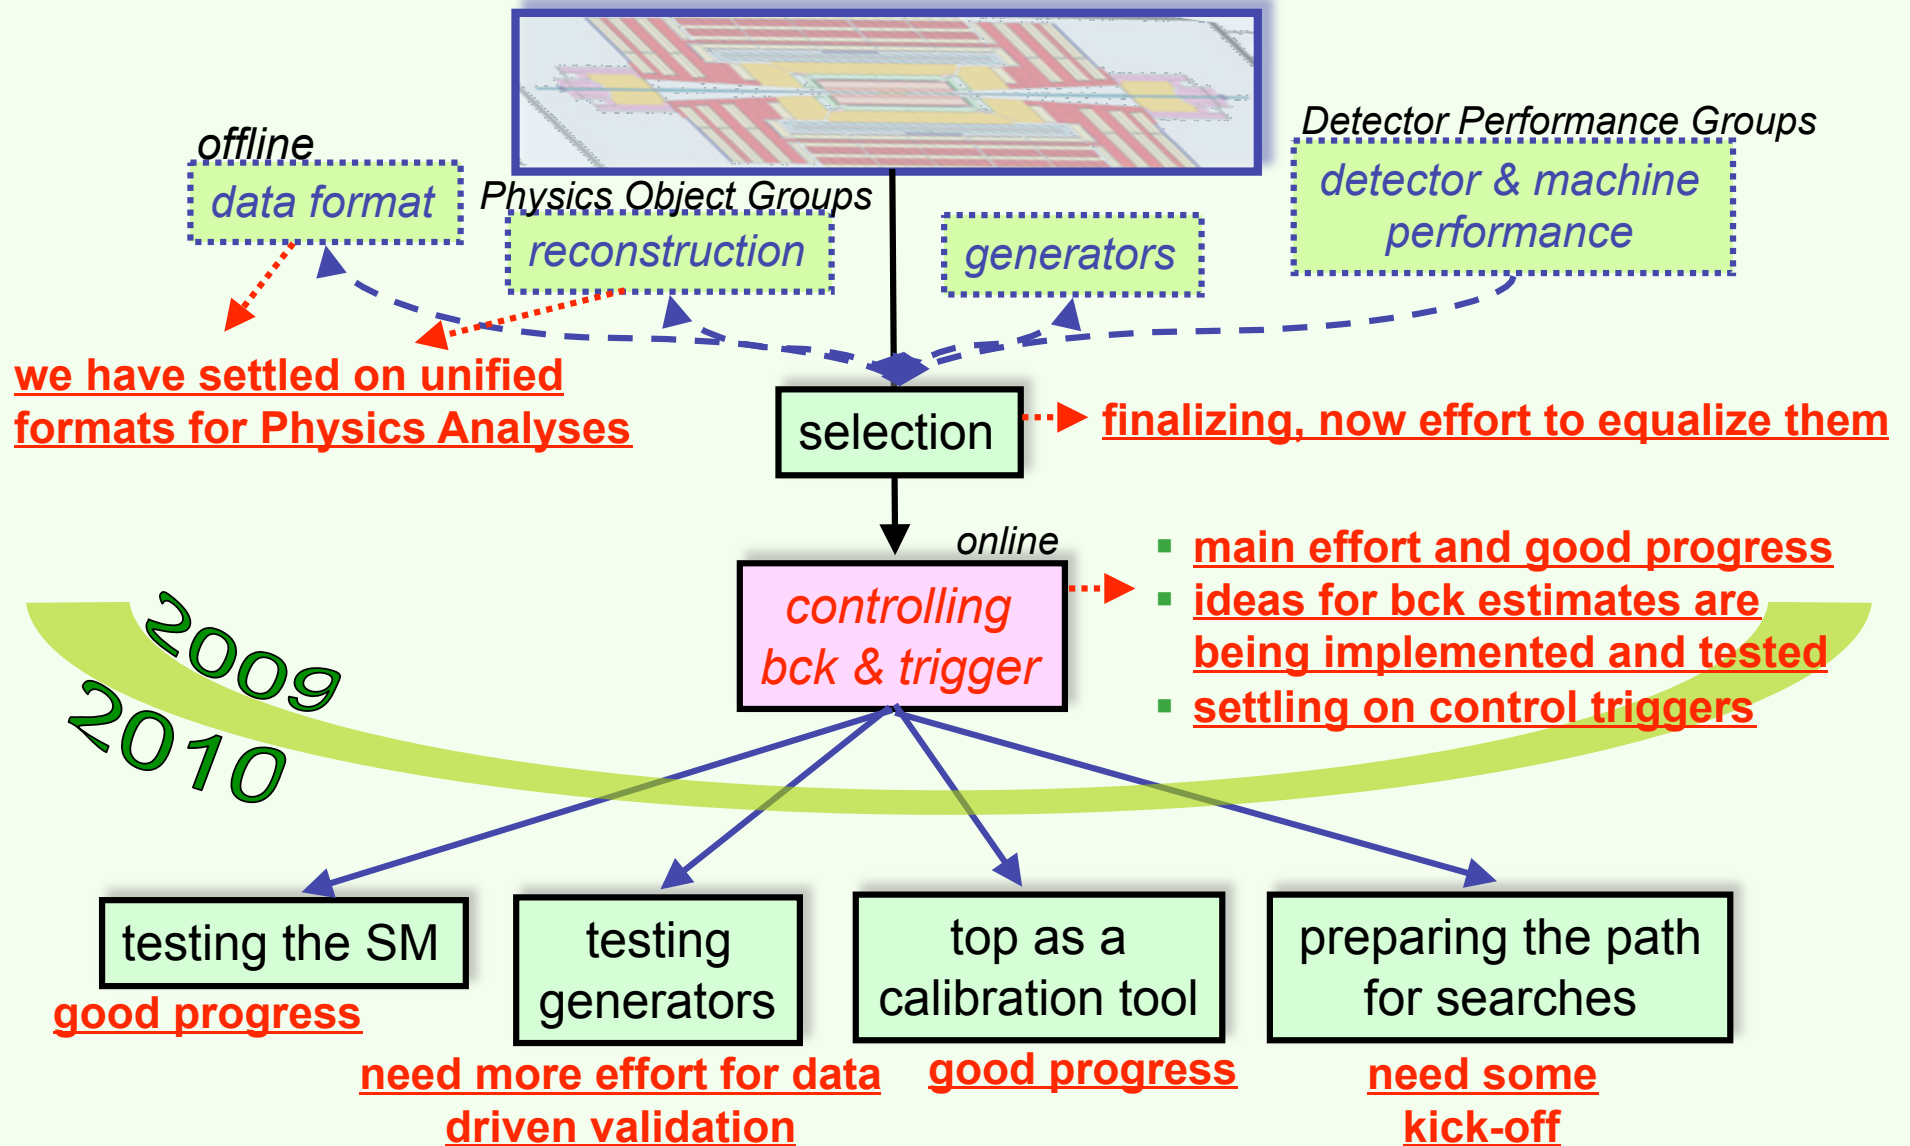 offline
data format
Physics Object Groups
reconstruction
generators
Detector Performance Groups
detector & machine
performance
we have settled on unified
formats for Physics Analyses
selection
finalizing, now effort to equalize them
online
controlling
bck & trigger
main effort and good progress
ideas for bck estimates are
being implemented and tested
settling on control triggers
2009
2010
testing the SM
good progress
testing
generators
need more effort for data
driven validation
top as a
calibration tool
good progress
preparing the path
for searches
need some
kick-off